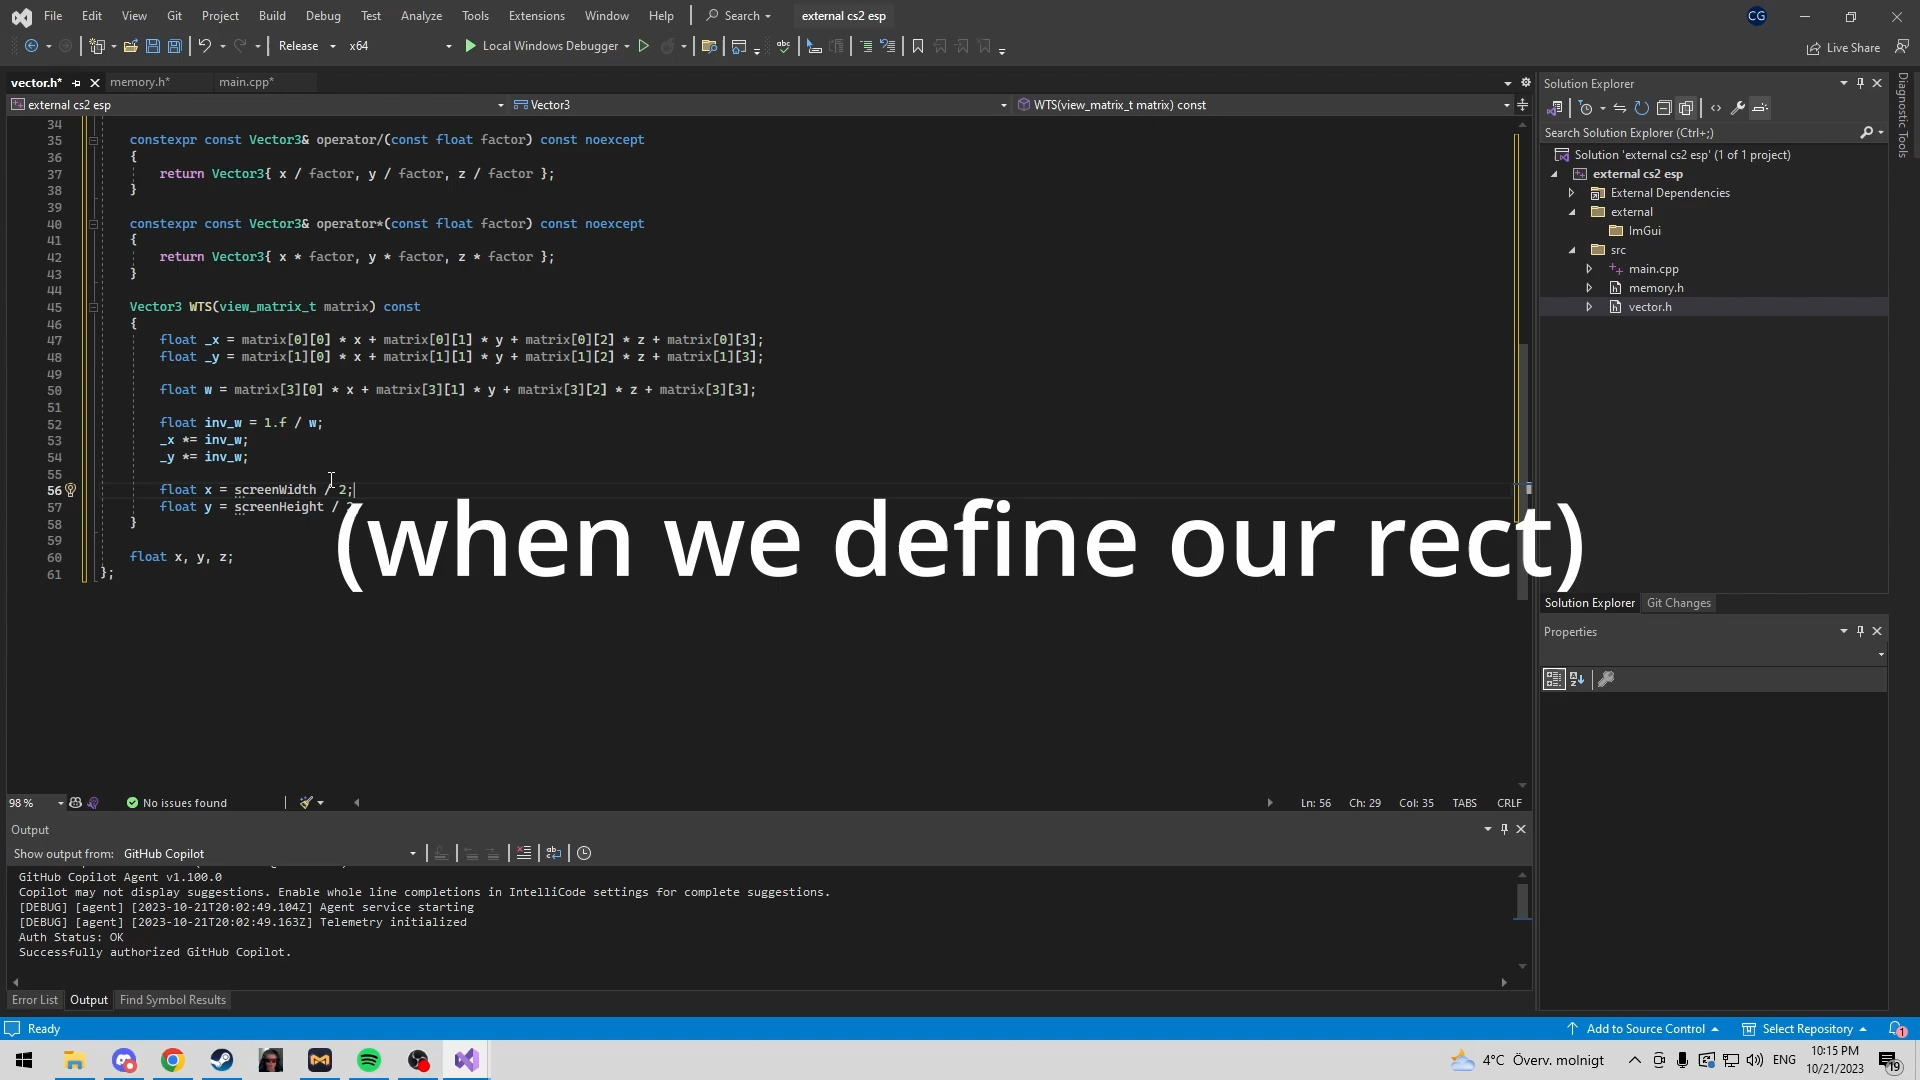 File Edit View Git Project Build Debug Test Analyze Tools Extensions Window Help Search external cs2 esp CG
Release x64 Local Windows Debugger Live Share
vector.h* memory.h* main.cpp*
external cs2 esp Vector3 WTS(view_matrix_t matrix) const
34
35 constexpr const Vector3& operator/(const float factor) const noexcept
36 {
37 return Vector3{ x / factor, y / factor, z / factor };
38 }
39
40 constexpr const Vector3& operator*(const float factor) const noexcept
41 {
42 return Vector3{ x * factor, y * factor, z * factor };
43 }
44
45 Vector3 WTS(view_matrix_t matrix) const
46 {
47 float _x = matrix[0][0] * x + matrix[0][1] * y + matrix[0][2] * z + matrix[0][3];
48 float _y = matrix[1][0] * x + matrix[1][1] * y + matrix[1][2] * z + matrix[1][3];
49
50 float w = matrix[3][0] * x + matrix[3][1] * y + matrix[3][2] * z + matrix[3][3];
51
52 float inv_w = 1.f / w;
53 _x *= inv_w;
54 _y *= inv_w;
55
56 float x = screenWidth / 2;
57 float y = screenHeight /
58 }
59
60 float x, y, z;
61 };
(when we define our rect)
98 % No issues found Ln: 56 Ch: 29 Col: 35 TABS CRLF
Output
Show output from: GitHub Copilot
GitHub Copilot Agent v1.100.0
Copilot may not display suggestions. Enable whole line completions in IntelliCode settings for complete suggestions.
[DEBUG] [agent] [2023-10-21T20:02:49.104Z] Agent service starting
[DEBUG] [agent] [2023-10-21T20:02:49.163Z] Telemetry initialized
Auth Status: OK
Successfully authorized GitHub Copilot.
Error List Output Find Symbol Results
Solution Explorer
Search Solution Explorer (Ctrl+;)
Solution 'external cs2 esp' (1 of 1 project)
external cs2 esp
External Dependencies
external
ImGui
src
main.cpp
memory.h
vector.h
Solution Explorer Git Changes
Properties
Diagnostic Tools
Ready Add to Source Control Select Repository 1
4°C Överv. molnigt ENG 10:15 PM
10/21/2023 19